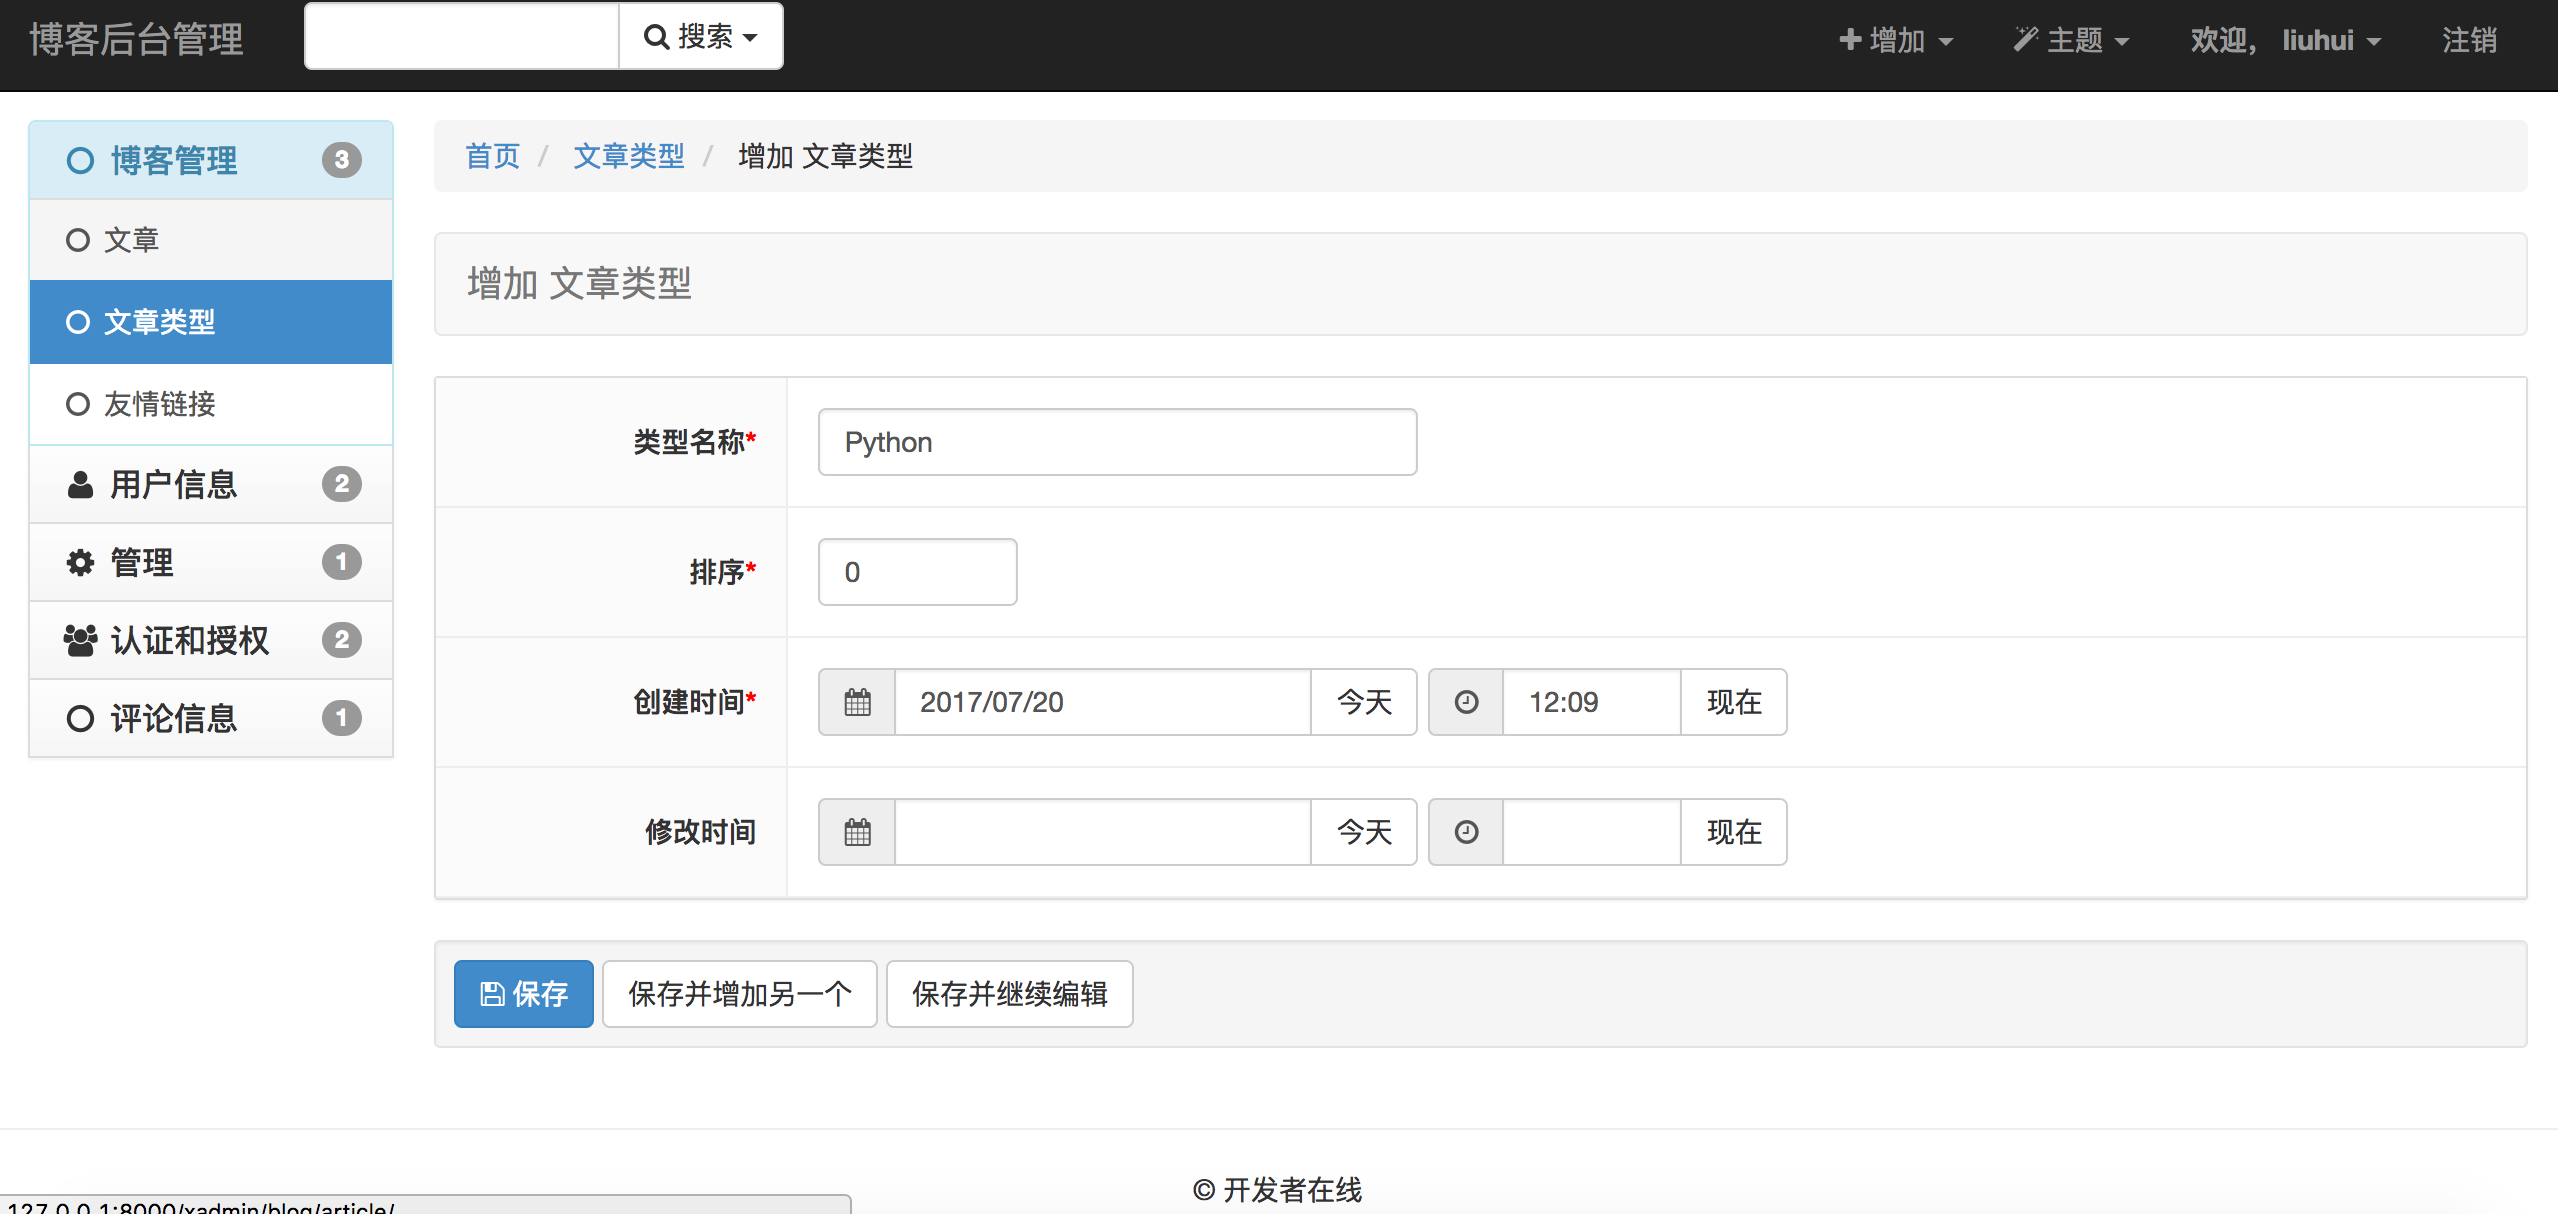 博客后台管理 搜索 增加 主题 欢迎， liuhui 注销
博客管理 3
文章
文章类型
友情链接
用户信息 2
管理 1
认证和授权 2
评论信息 1
首页 / 文章类型 / 增加 文章类型
增加 文章类型
类型名称* Python
排序* 0
创建时间* 2017/07/20 今天 12:09 现在
修改时间 今天 现在
保存 保存并增加另一个 保存并继续编辑
© 开发者在线
127.0.0.1:8000/xadmin/blog/article/